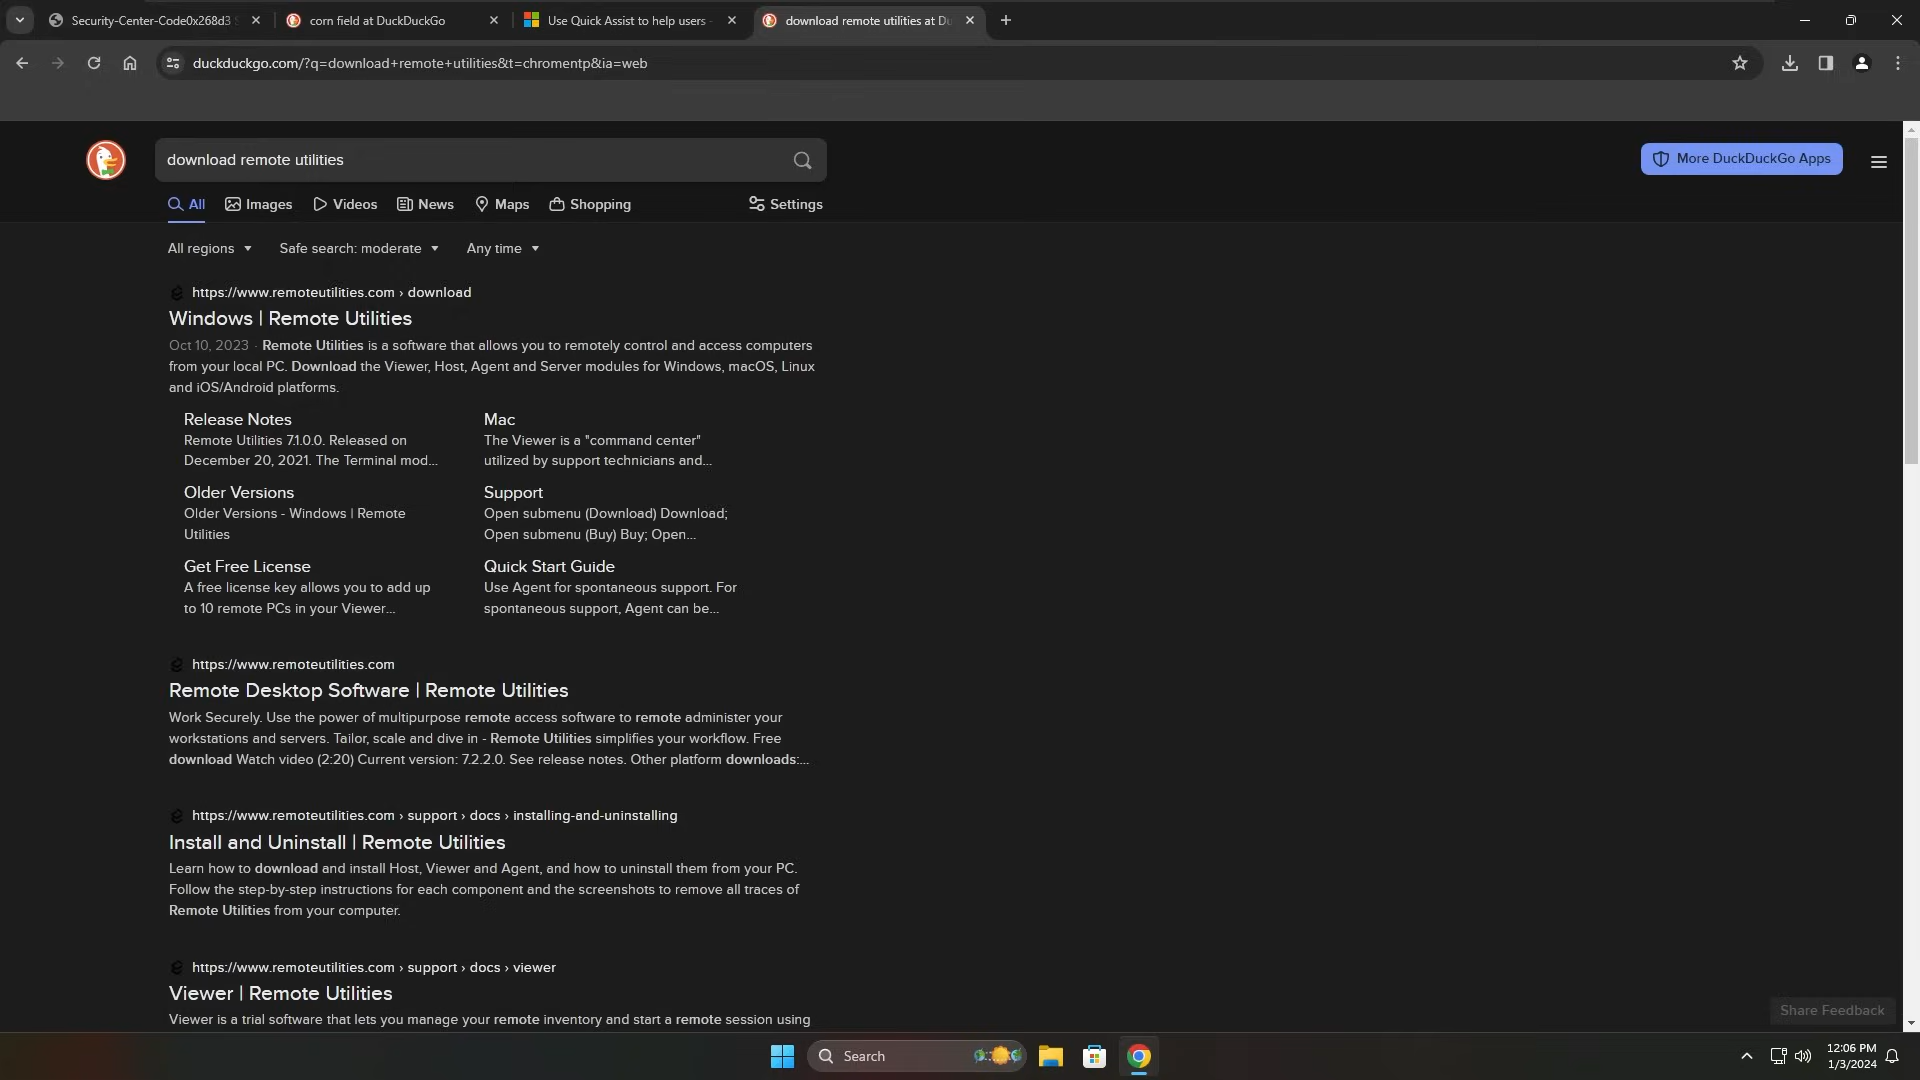 Security-Center-Code0x268d3
corn field at DuckDuckGo
Use Quick Assist to help users -
download remote utilities at Du
duckduckgo.com/?q=download+remote+utilities&t=chromentp&ia=web
download remote utilities
More DuckDuckGo Apps
All
Images
Videos
News
Maps
Shopping
Settings
All regions
Safe search: moderate
Any time
https://www.remoteutilities.com › download
Windows | Remote Utilities
Oct 10, 2023 · Remote Utilities is a software that allows you to remotely control and access computers
from your local PC. Download the Viewer, Host, Agent and Server modules for Windows, macOS, Linux
and iOS/Android platforms.
Release Notes
Remote Utilities 7.1.0.0. Released on
December 20, 2021. The Terminal mod...
Mac
The Viewer is a "command center"
utilized by support technicians and...
Older Versions
Older Versions - Windows | Remote
Utilities
Support
Open submenu (Download) Download;
Open submenu (Buy) Buy; Open...
Get Free License
A free license key allows you to add up
to 10 remote PCs in your Viewer...
Quick Start Guide
Use Agent for spontaneous support. For
spontaneous support, Agent can be...
https://www.remoteutilities.com
Remote Desktop Software | Remote Utilities
Work Securely. Use the power of multipurpose remote access software to remote administer your
workstations and servers. Tailor, scale and dive in - Remote Utilities simplifies your workflow. Free
download Watch video (2:20) Current version: 7.2.2.0. See release notes. Other platform downloads:...
https://www.remoteutilities.com › support › docs › installing-and-uninstalling
Install and Uninstall | Remote Utilities
Learn how to download and install Host, Viewer and Agent, and how to uninstall them from your PC.
Follow the step-by-step instructions for each component and the screenshots to remove all traces of
Remote Utilities from your computer.
https://www.remoteutilities.com › support › docs › viewer
Viewer | Remote Utilities
Viewer is a trial software that lets you manage your remote inventory and start a remote session using
Share Feedback
Search
12:06 PM
1/3/2024